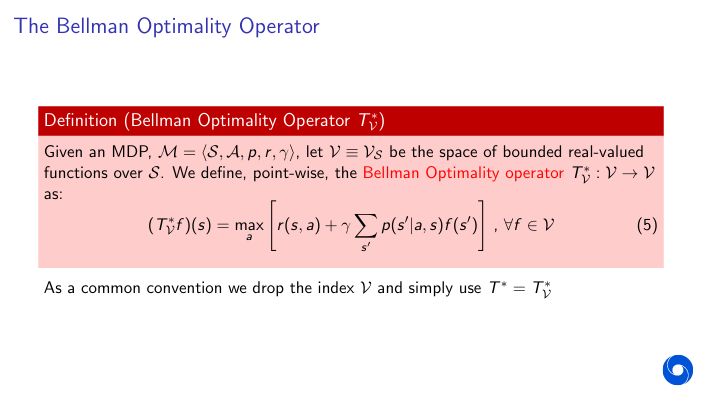 The Bellman Optimality Operator
Definition (Bellman Optimality Operator $T^*_{\mathcal{V}}$)
Given an MDP, $\mathcal{M} = \langle \mathcal{S}, \mathcal{A}, p, r, \gamma \rangle$, let $\mathcal{V} \equiv \mathcal{V}_{\mathcal{S}}$ be the space of bounded real-valued
functions over $\mathcal{S}$. We define, point-wise, the Bellman Optimality operator $T^*_{\mathcal{V}} : \mathcal{V} \to \mathcal{V}$
as:
$(T^*_{\mathcal{V}} f)(s) = \max_a \left[ r(s, a) + \gamma \sum_{s'} p(s'|a, s) f(s') \right], \forall f \in \mathcal{V}$ (5)
As a common convention we drop the index $\mathcal{V}$ and simply use $T^* = T^*_{\mathcal{V}}$